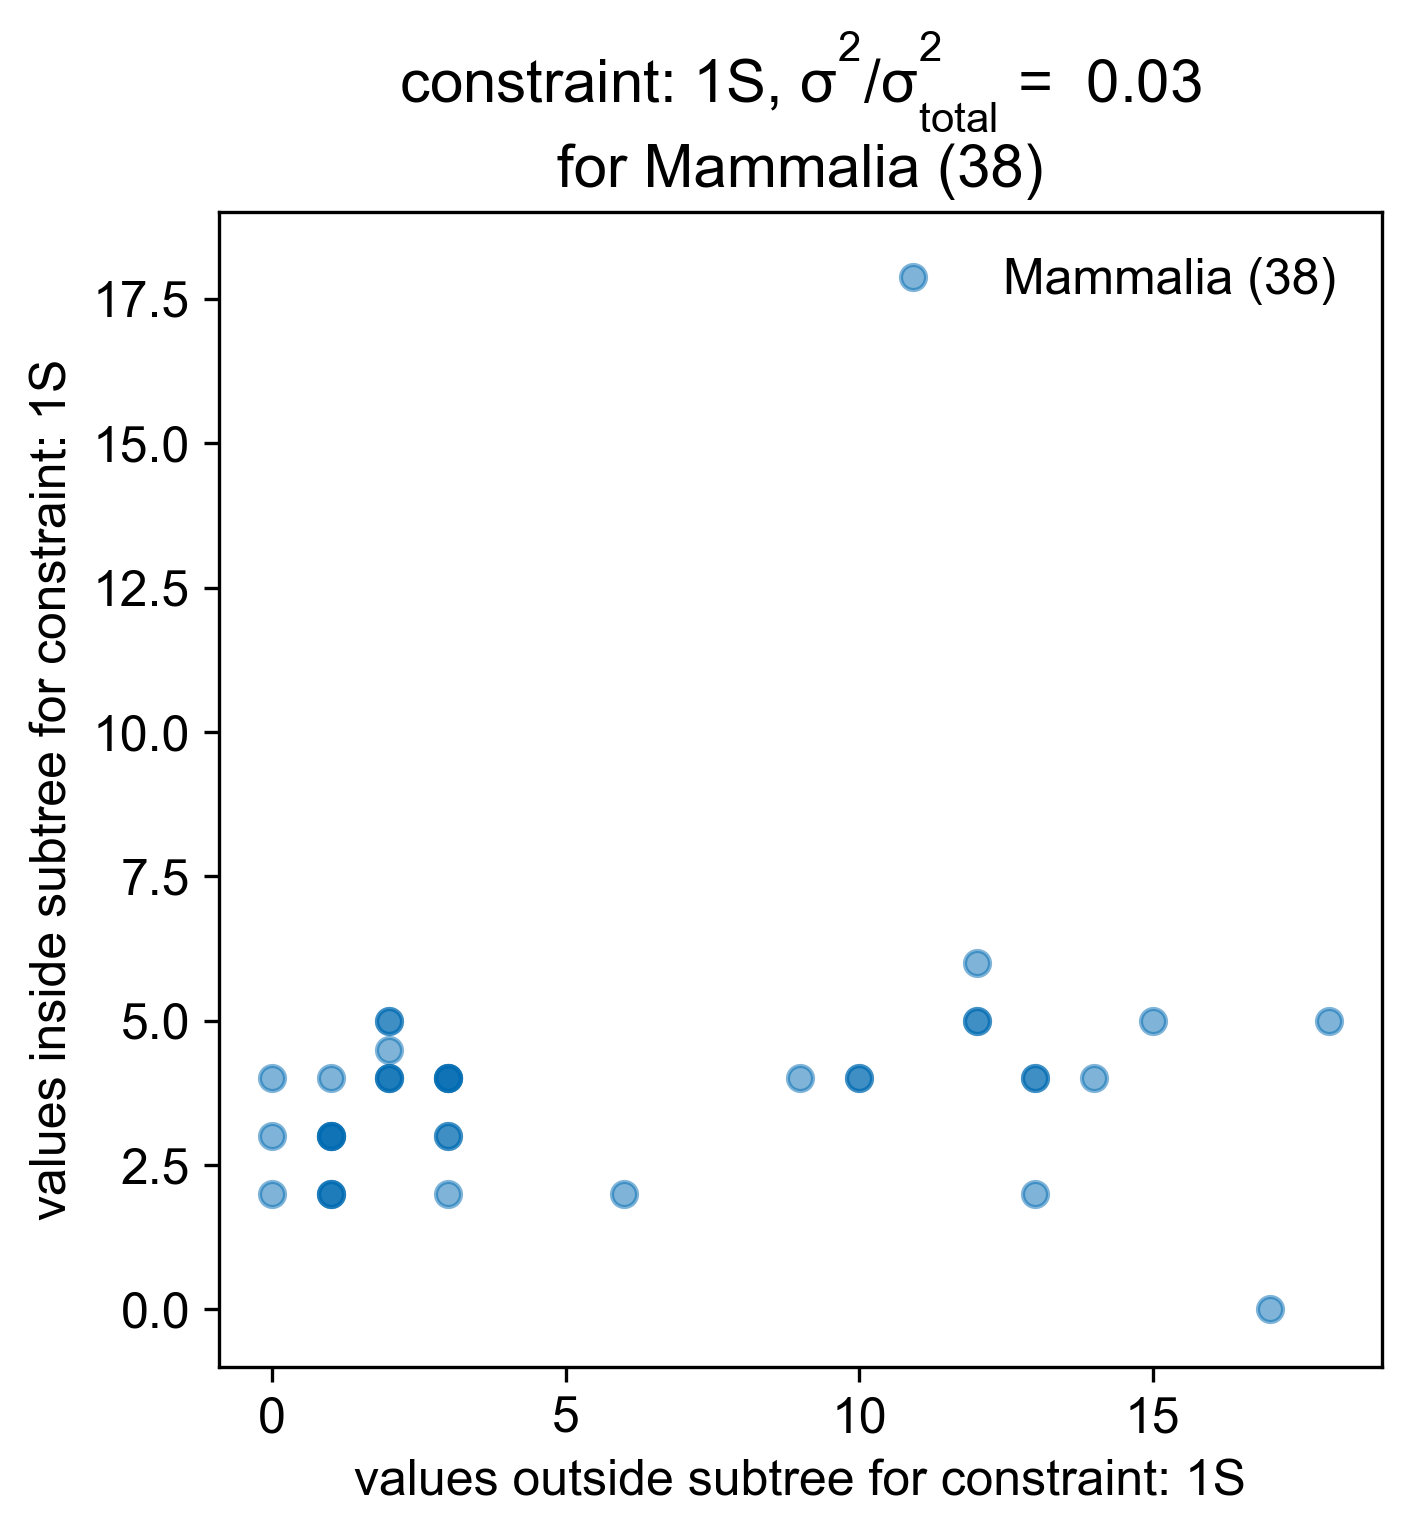 constraint: 1S, σ²/σ²total = 0.03
for Mammalia (38)
Mammalia (38)
values inside subtree for constraint: 1S
17.5
15.0
12.5
10.0
7.5
5.0
2.5
0.0
0 5 10 15
values outside subtree for constraint: 1S